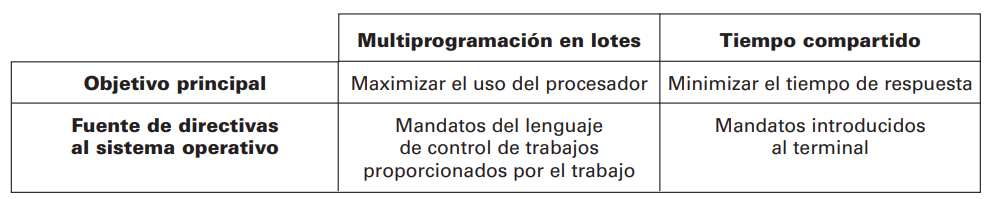 Multiprogramación en lotes Tiempo compartido
Objetivo principal Maximizar el uso del procesador Minimizar el tiempo de respuesta
Fuente de directivas
al sistema operativo
Mandatos del lenguaje
de control de trabajos
proporcionados por el trabajo
Mandatos introducidos
al terminal